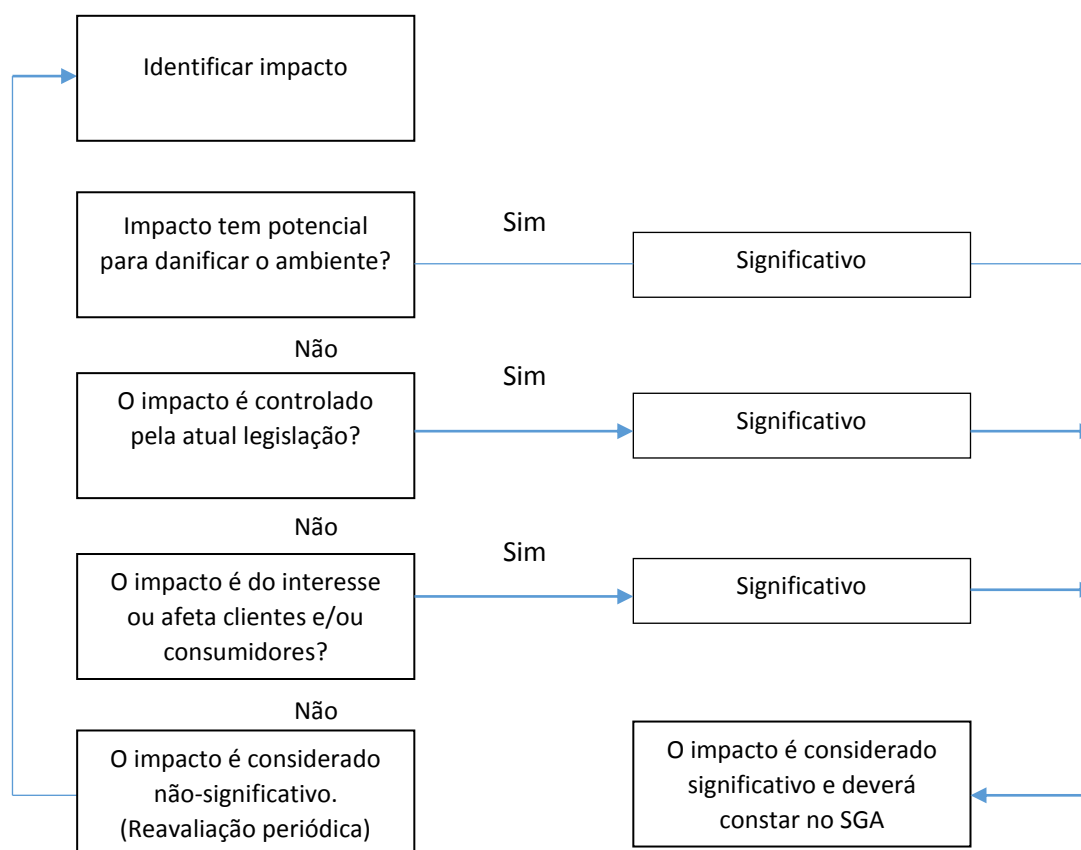 Identificar impacto
Impacto tem potencial
para danificar o ambiente?
Sim
Significativo
Não
O impacto é controlado
pela atual legislação?
Sim
Significativo
Não
O impacto é do interesse
ou afeta clientes e/ou
consumidores?
Sim
Significativo
Não
O impacto é considerado
não-significativo.
(Reavaliação periódica)
O impacto é considerado
significativo e deverá
constar no SGA